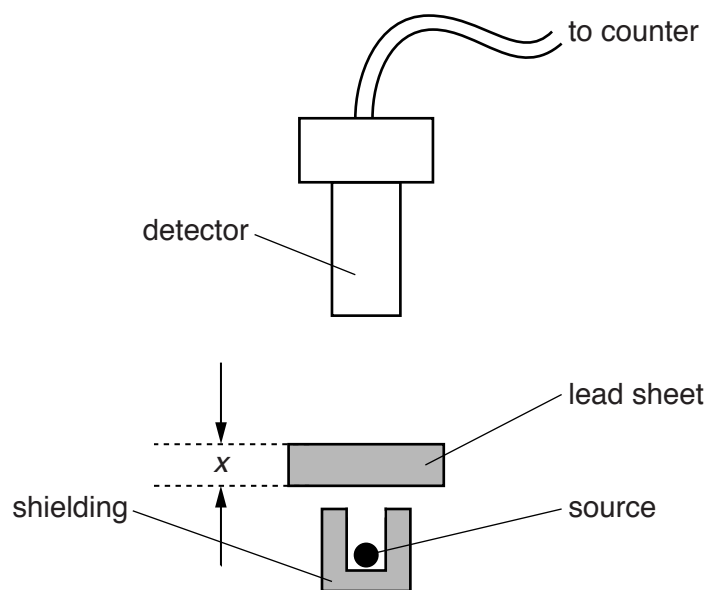 to counter
detector
lead sheet
x
shielding
source